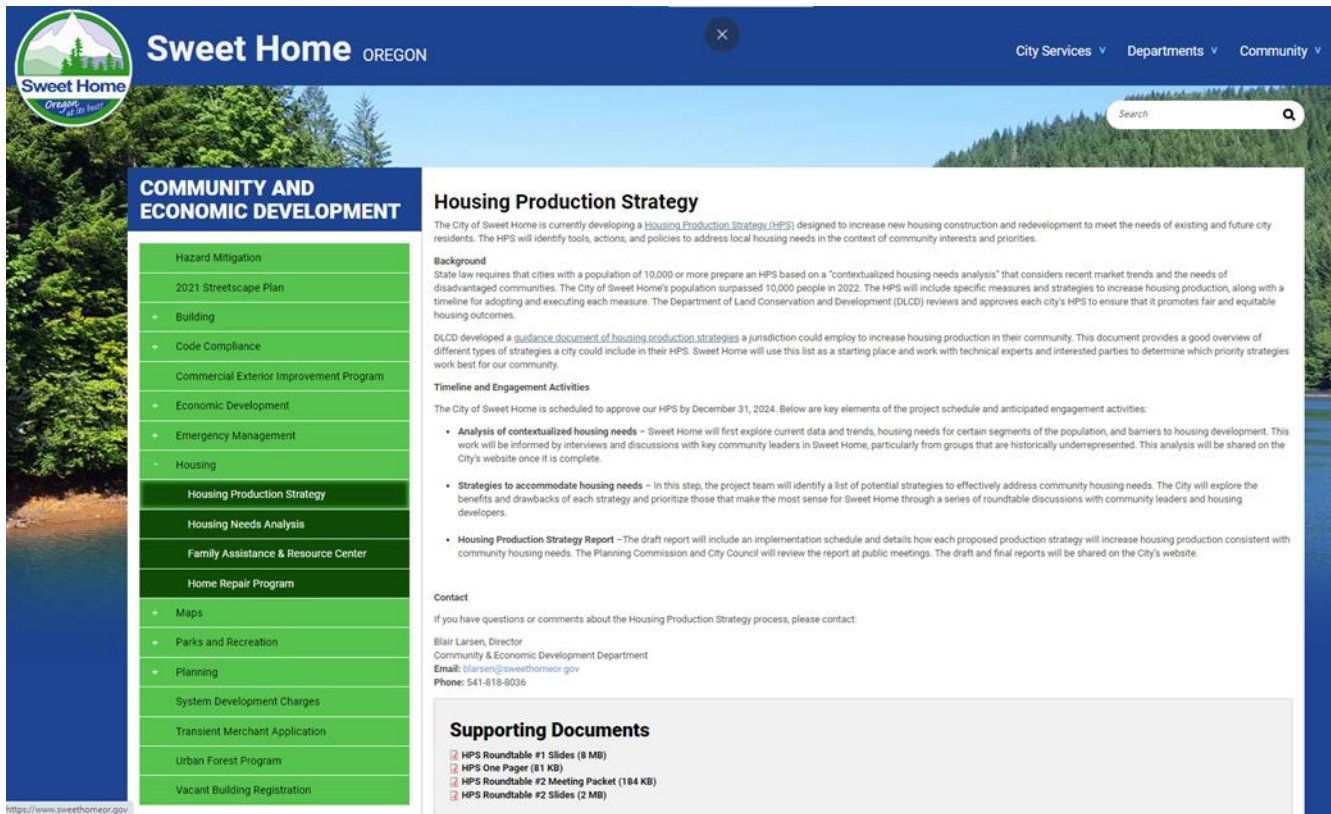 Sweet Home OREGON
City Services ˅ Departments ˅ Community ˅
Sweet Home
Oregon
at its best!
Search
COMMUNITY AND
ECONOMIC DEVELOPMENT
Hazard Mitigation
2021 Streetscape Plan
+ Building
+ Code Compliance
Commercial Exterior Improvement Program
+ Economic Development
+ Emergency Management
- Housing
Housing Production Strategy
Housing Needs Analysis
Family Assistance & Resource Center
Home Repair Program
+ Maps
+ Parks and Recreation
+ Planning
System Development Charges
Transient Merchant Application
Urban Forest Program
Vacant Building Registration
Housing Production Strategy
The City of Sweet Home is currently developing a Housing Production Strategy (HPS) designed to increase new housing construction and redevelopment to meet the needs of existing and future city
residents. The HPS will identify tools, actions, and policies to address local housing needs in the context of community interests and priorities.
Background
State law requires that cities with a population of 10,000 or more prepare an HPS based on a "contextualized housing needs analysis" that considers recent market trends and the needs of
disadvantaged communities. The City of Sweet Home's population surpassed 10,000 people in 2022. The HPS will include specific measures and strategies to increase housing production, along with a
timeline for adopting and executing each measure. The Department of Land Conservation and Development (DLCD) reviews and approves each city's HPS to ensure that it promotes fair and equitable
housing outcomes.
DLCD developed a guidance document of housing production strategies a jurisdiction could employ to increase housing production in their community. This document provides a good overview of
different types of strategies a city could include in their HPS. Sweet Home will use this list as a starting place and work with technical experts and interested parties to determine which priority strategies
work best for our community.
Timeline and Engagement Activities
The City of Sweet Home is scheduled to approve our HPS by December 31, 2024. Below are key elements of the project schedule and anticipated engagement activities:
• Analysis of contextualized housing needs – Sweet Home will first explore current data and trends, housing needs for certain segments of the population, and barriers to housing development. This
work will be informed by interviews and discussions with key community leaders in Sweet Home, particularly from groups that are historically underrepresented. This analysis will be shared on the
City's website once it is complete.
• Strategies to accommodate housing needs – In this step, the project team will identify a list of potential strategies to effectively address community housing needs. The City will explore the
benefits and drawbacks of each strategy and prioritize those that make the most sense for Sweet Home through a series of roundtable discussions with community leaders and housing
developers.
• Housing Production Strategy Report –The draft report will include an implementation schedule and details how each proposed production strategy will increase housing production consistent with
community housing needs. The Planning Commission and City Council will review the report at public meetings. The draft and final reports will be shared on the City's website.
Contact
If you have questions or comments about the Housing Production Strategy process, please contact:
Blair Larsen, Director
Community & Economic Development Department
Email: blarsen@sweethomeor.gov
Phone: 541-818-8036
Supporting Documents
HPS Roundtable #1 Slides (8 MB)
HPS One Pager (81 KB)
HPS Roundtable #2 Meeting Packet (184 KB)
HPS Roundtable #2 Slides (2 MB)
https://www.sweethomeor.gov